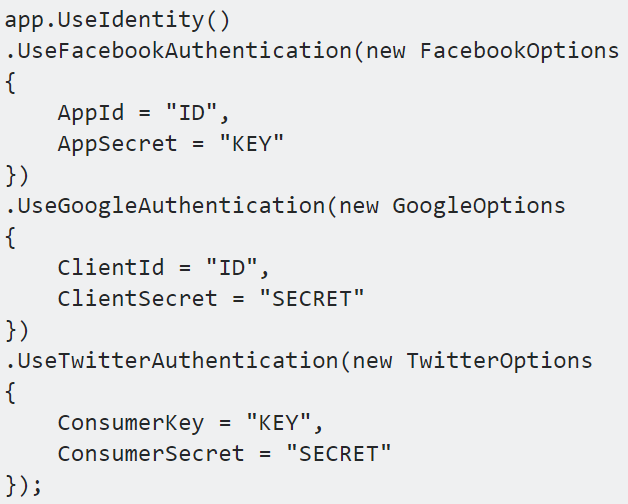 app.UseIdentity()
.UseFacebookAuthentication(new FacebookOptions
{
    AppId = "ID",
    AppSecret = "KEY"
})
.UseGoogleAuthentication(new GoogleOptions
{
    ClientId = "ID",
    ClientSecret = "SECRET"
})
.UseTwitterAuthentication(new TwitterOptions
{
    ConsumerKey = "KEY",
    ConsumerSecret = "SECRET"
});